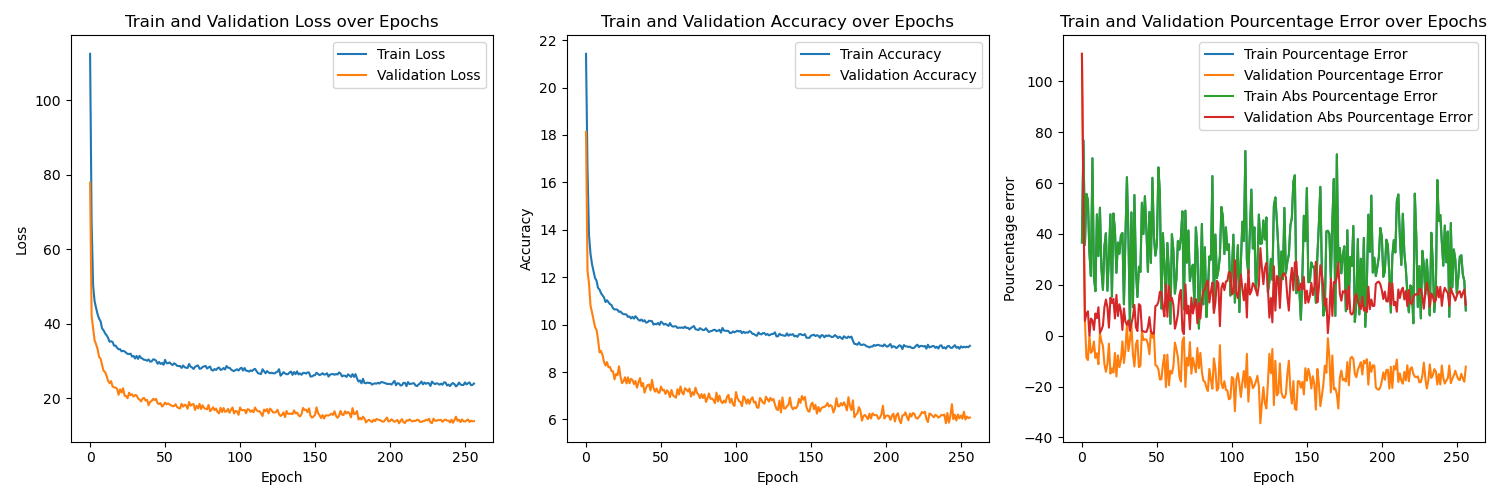 Train and Validation Loss over Epochs
Train Loss
Validation Loss
100
80
60
40
20
Loss
0
50
100
150
200
250
Epoch
Train and Validation Accuracy over Epochs
Train Accuracy
Validation Accuracy
22
20
18
16
14
12
10
8
6
Accuracy
0
50
100
150
200
250
Epoch
Train and Validation Pourcentage Error over Epochs
Train Pourcentage Error
Validation Pourcentage Error
Train Abs Pourcentage Error
Validation Abs Pourcentage Error
100
80
60
40
20
0
−20
−40
Pourcentage error
0
50
100
150
200
250
Epoch